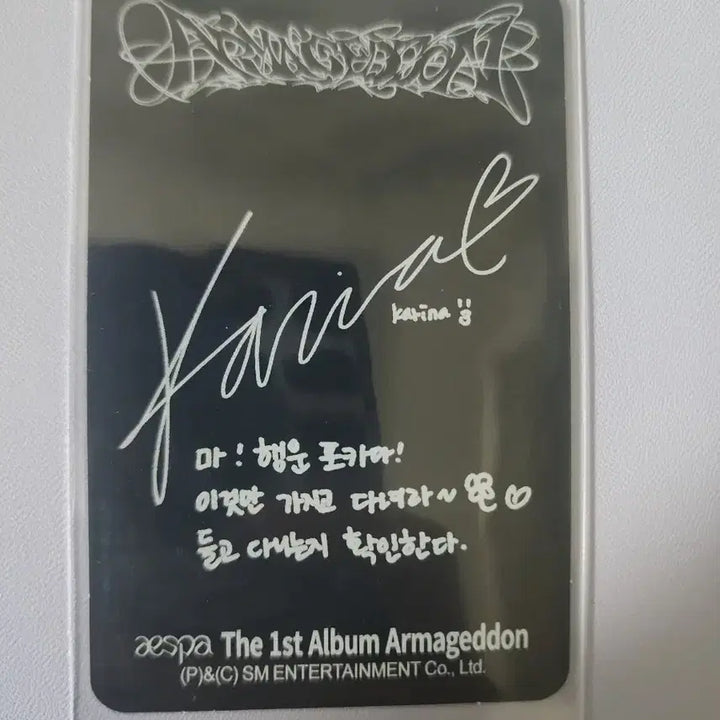 ARMAGEDDON
Karina
karina
마! 행운 포카다!
이것만 가지고 다녀라~
들고 다니는지 확인한다.
aespa The 1st Album Armageddon
(P)&(C) SM ENTERTAINMENT Co., Ltd.